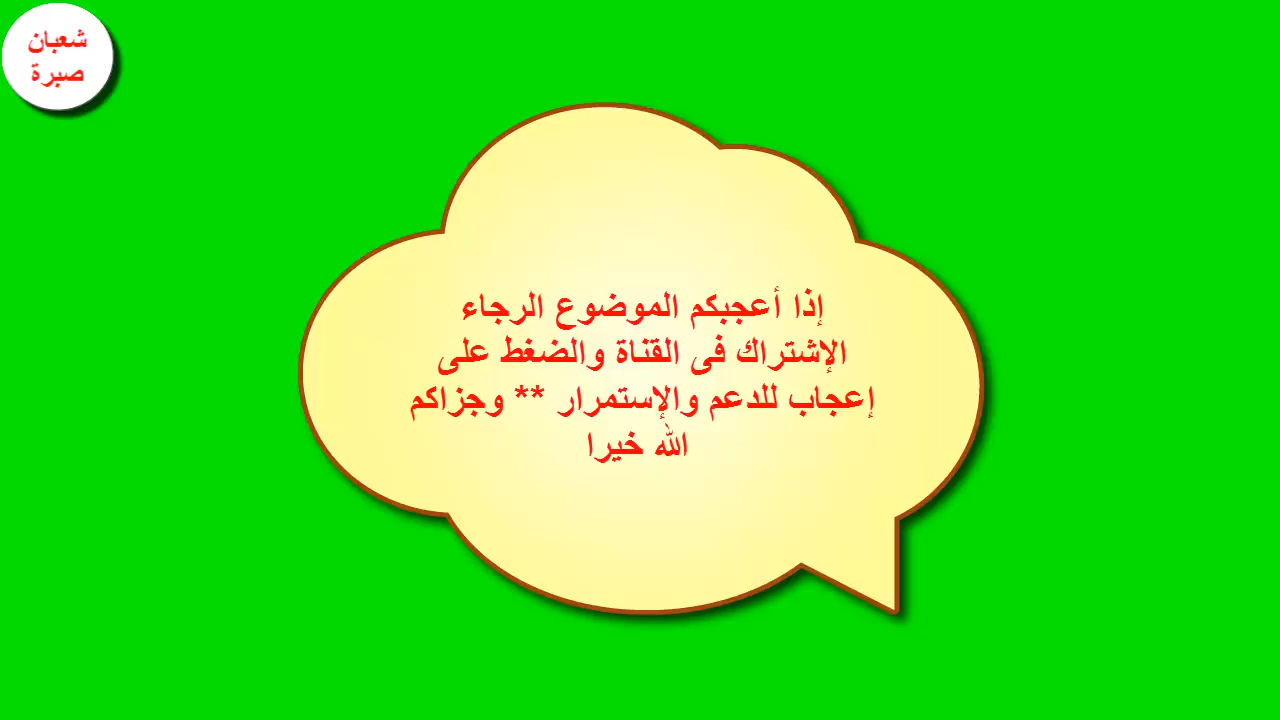 شعبان
صبرة
إذا أعجبكم الموضوع الرجاء
الإشتراك فى القناة والضغط على
إعجاب للدعم والإستمرار ** وجزاكم
الله خيرا